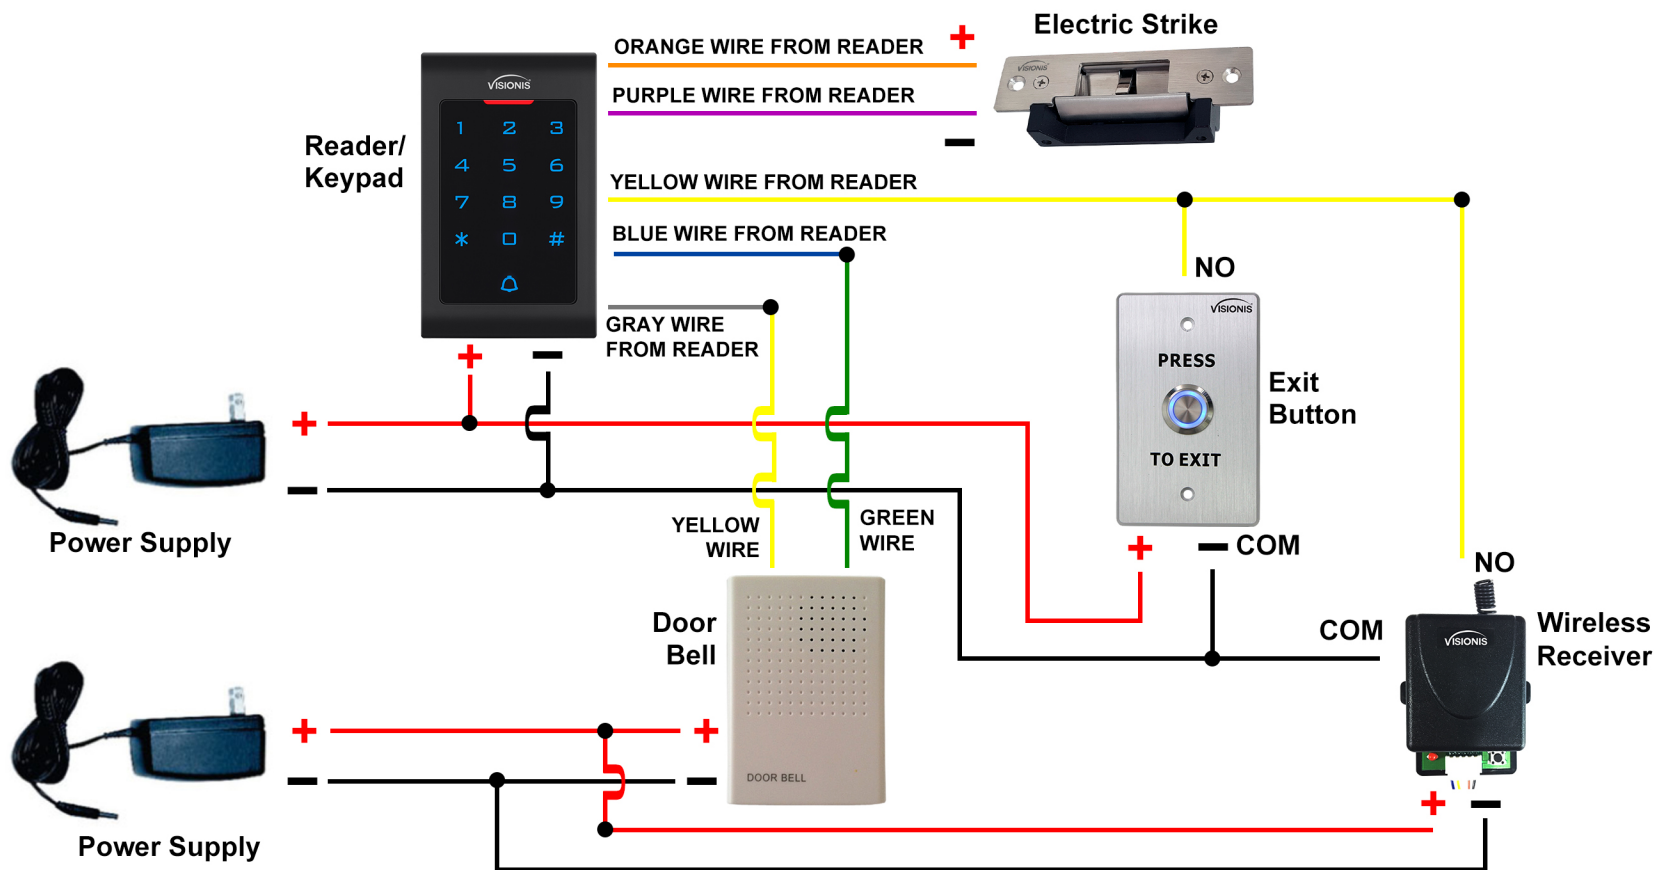 Electric Strike
ORANGE WIRE FROM READER
+
VISIONIS
VISIONIS
PURPLE WIRE FROM READER
-
Reader/
Keypad
1 2 3
4 5 6
7 8 9
* 0 #
YELLOW WIRE FROM READER
BLUE WIRE FROM READER
NO
GRAY WIRE
FROM READER
VISIONIS
PRESS
TO EXIT
Exit
Button
+ -
+
-
Power Supply
YELLOW
WIRE
GREEN
WIRE
+ - COM
NO
Door
Bell
COM
VISIONIS
Wireless
Receiver
+ +
- -
DOOR BELL
+ -
Power Supply